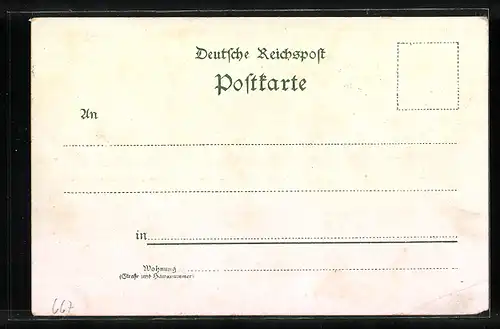 Deutsche Reichspost
Postkarte
An
in
Wohnung
(Straße und Hausnummer)
667